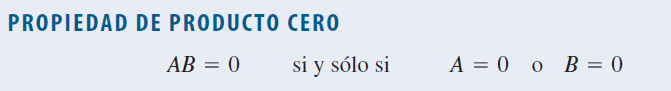 PROPIEDAD DE PRODUCTO CERO
AB = 0 si y sólo si A = 0 o B = 0